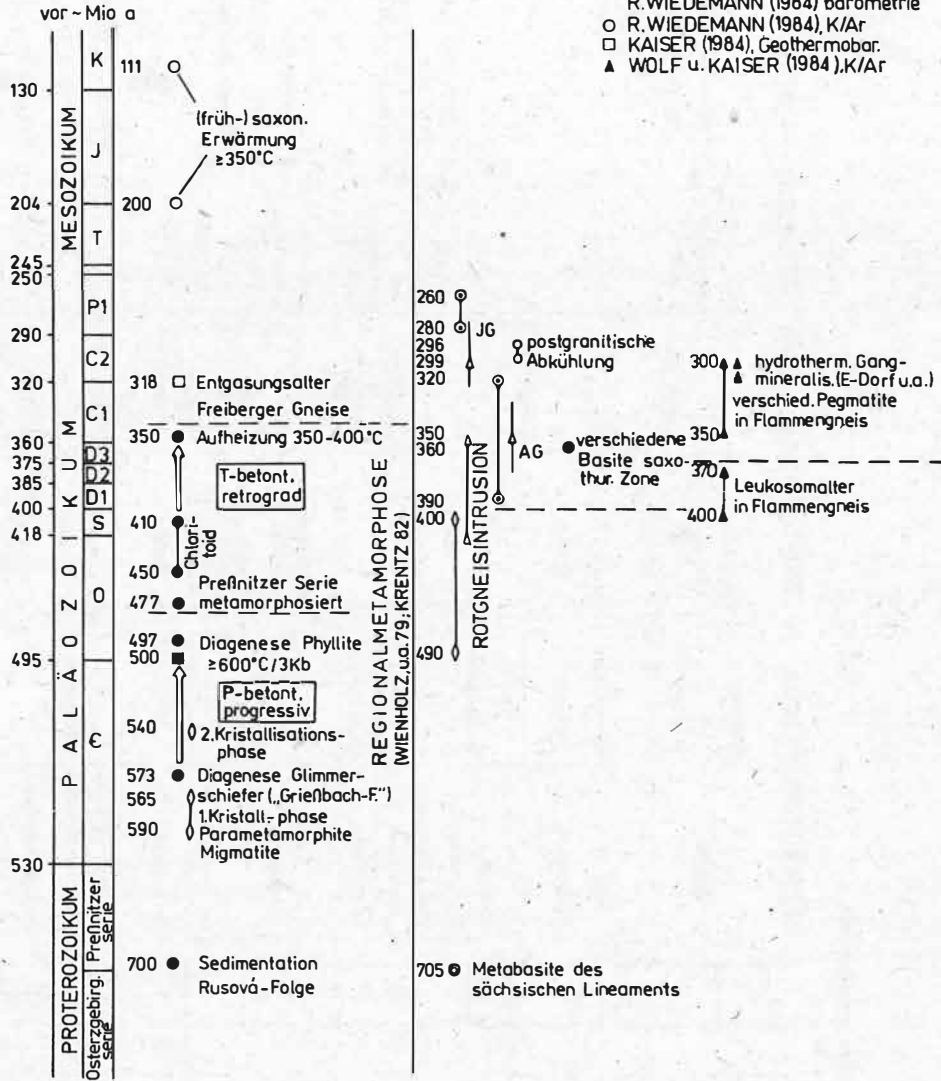 vor ~ Mio a
R.WIEDEMANN (1984) barometrie
R.WIEDEMANN (1984), K/Ar
KAISER (1984), Geothermobar.
WOLF u. KAISER (1984),K/Ar
130
204
245
250
290
320
360
375
385
400
418
495
530
MESOZOIKUM
PALÄOZOIKUM
PROTEROZOIKUM
K
J
T
P1
C2
C1
D3
D2
D1
S
O
Є
Preßnitzer
serie
Osterzgebirg.
serie
111
(früh-) saxon.
Erwärmung
≥350°C
200
318 Entgasungsalter
Freiberger Gneise
350 Aufheizung 350-400°C
T-betont.
retrograd
410
Chlori-
toid
450
Preßnitzer Serie
477 metamorphosiert
497 Diagenese Phyllite
500 ≥600°C/3Kb
P-betont.
progressiv
540
2.Kristallisations-
phase
573 Diagenese Glimmer-
565 schiefer („Grießbach-F.")
1.Kristall.-phase
590 Parametamorphite
Migmatite
700 Sedimentation
Rusová-Folge
REGIONALMETAMORPHOSE
(WIENHOLZ,u.a.79;KRENTZ 82)
260
280 JG
296 postgranitische
299 Abkühlung
320
350
360
390
400
490
AG
ROTGNEISINTRUSION
verschiedene
Basite saxo-
thur. Zone
705 Metabasite des
sächsischen Lineaments
300 hydrotherm. Gang-
mineralis.(E-Dorf u.a.)
verschied. Pegmatite
in Flammengneis
350
370
Leukosomalter
in Flammengneis
400